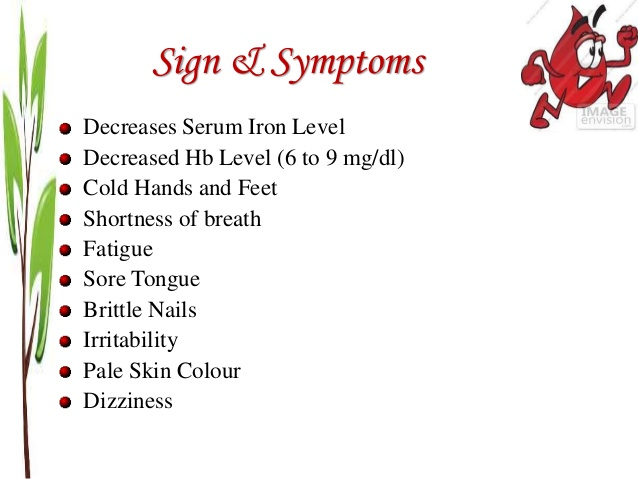 Sign & Symptoms
Decreases Serum Iron Level
Decreased Hb Level (6 to 9 mg/dl)
Cold Hands and Feet
Shortness of breath
Fatigue
Sore Tongue
Brittle Nails
Irritability
Pale Skin Colour
Dizziness
IMAGE
envision